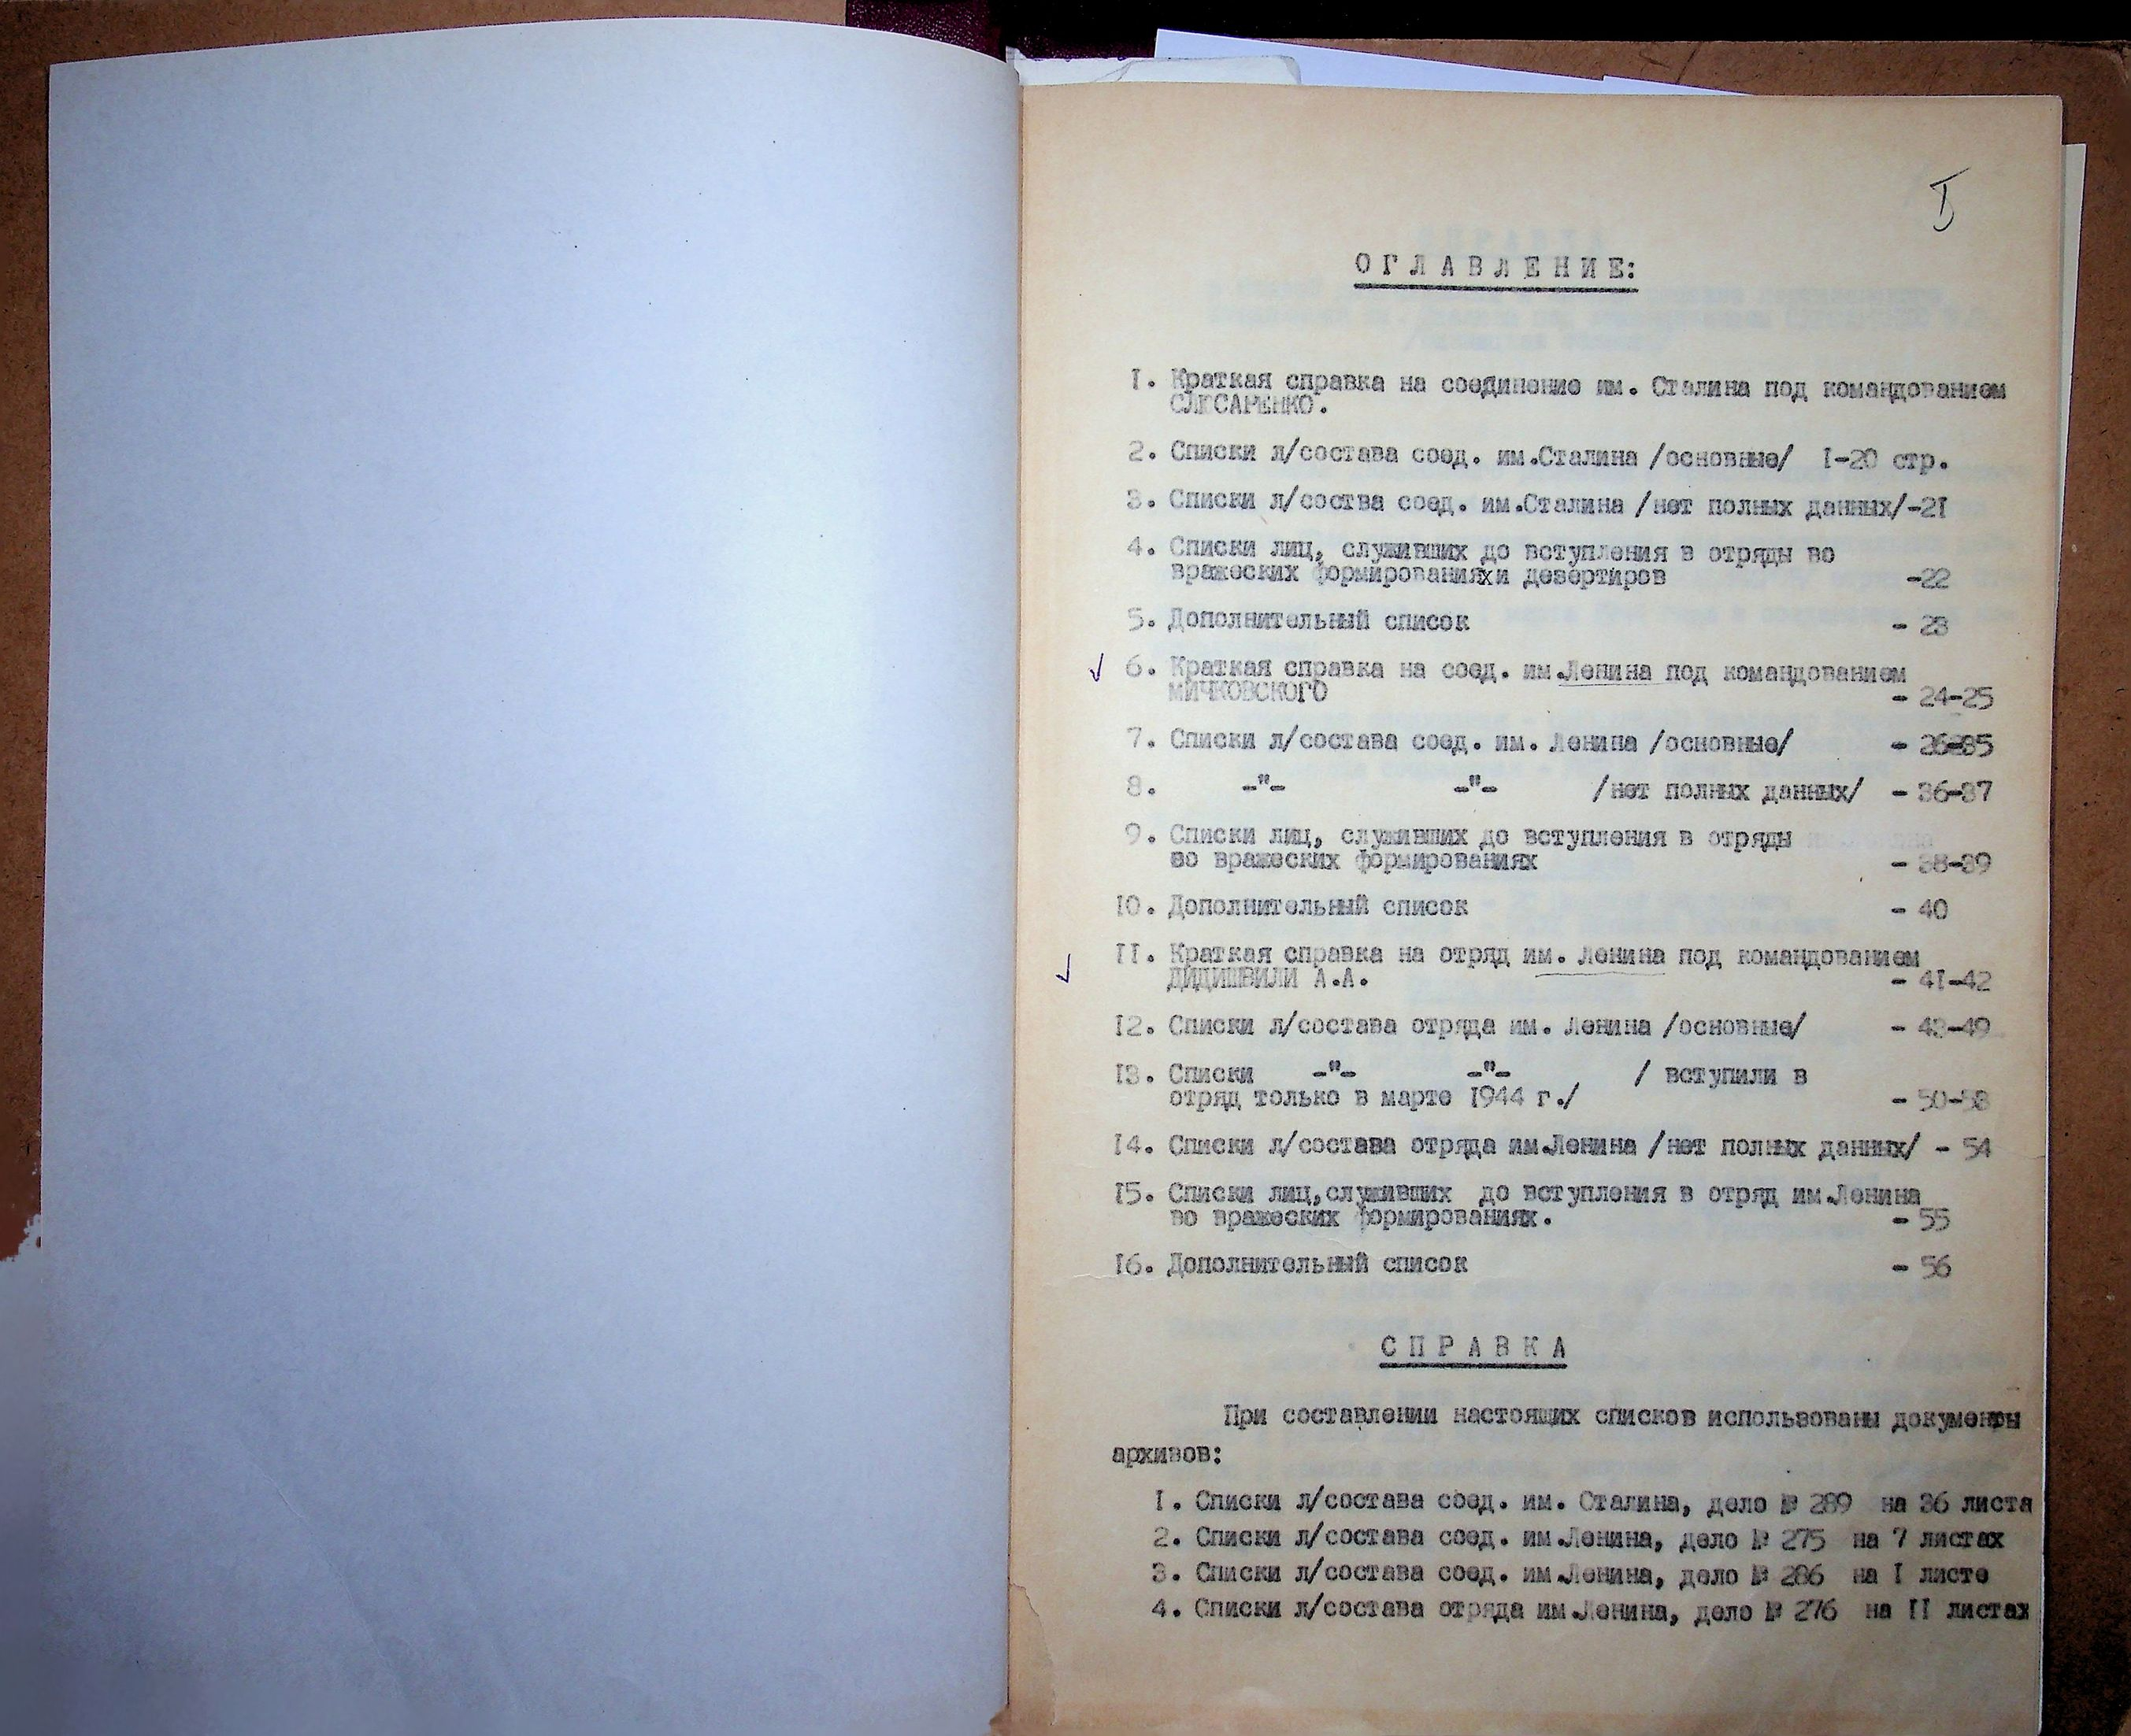 О Г Л А В Л Е Н И Е:
I. Краткая справка на соединение им. Сталина под командованием
СЛЮСАРЕНКО.
2. Списки л/состава соед. им.Сталина /основные/ I-20 стр.
3. Списки л/соства соед. им.Сталина /нет полных данных/-2I
4. Списки лиц, служивших до вступления в отряды во
вражеских формированиях и дезертиров -22
5. Дополнительный список - 23
6. Краткая справка на соед. им.Ленина под командованием
МИЧКОВСКОГО - 24-25
7. Списки л/состава соед. им. Ленина /основные/ - 26-35
8. -"- -"- /нет полных данных/ - 36-37
9. Списки лиц, служивших до вступления в отряды
во вражеских формированиях - 38-39
IO. Дополнительный список - 40
II. Краткая справка на отряд им. Ленина под командованием
ДИДИШВИЛИ А.А. - 4I-42
I2. Списки л/состава отряда им. Ленина /основные/ - 43-49
I3. Списки -"- -"- / вступили в
отряд только в марте I944 г./ - 50-53
I4. Списки л/состава отряда им.Ленина /нет полных данных/ - 54
I5. Списки лиц,служивших до вступления в отряд им.Ленина
во вражеских формированиях. - 55
I6. Дополнительный список - 56
С П Р А В К А
При составлении настоящих списков использованы документы
архивов:
I. Списки л/состава соед. им. Сталина, дело № 289 на 36 листа
2. Списки л/состава соед. им.Ленина, дело № 275 на 7 листах
3. Списки л/состава соед. им.Ленина, дело № 286 на I листе
4. Списки л/состава отряда им.Ленина, дело № 276 на II листах